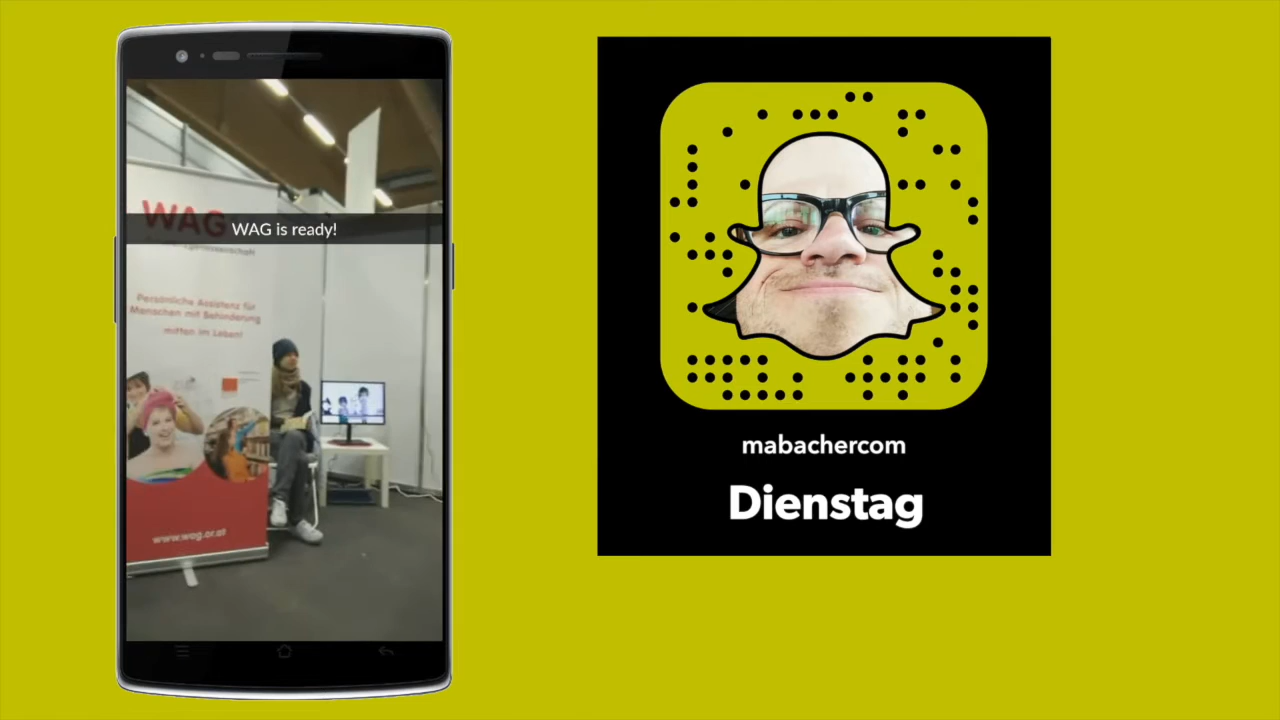 WAG
WAG is ready!
Persönliche Assistenz für
Menschen mit Behinderung
mitten im Leben!
www.wag.or.at
mabachercom
Dienstag